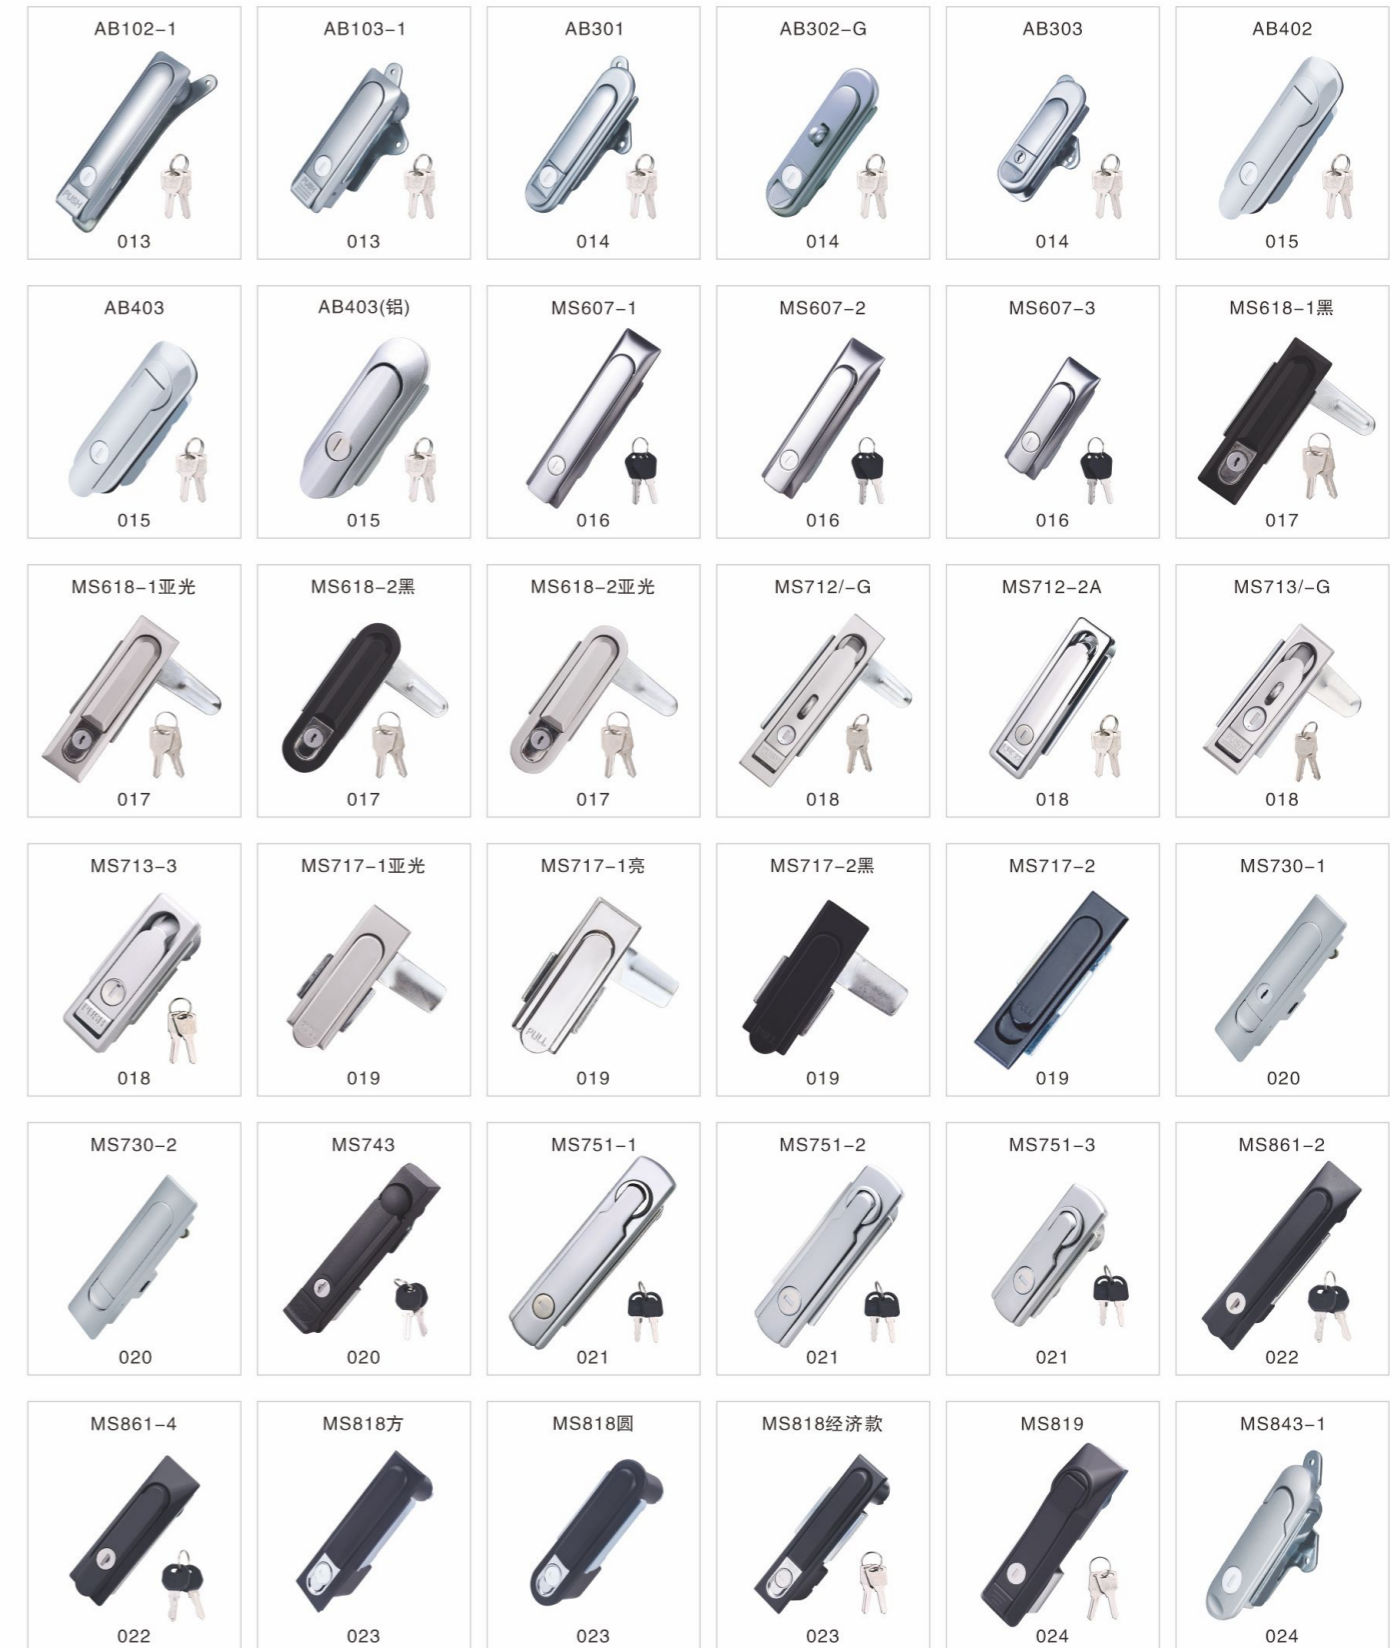 AB102-1
AB103-1
AB301
AB302-G
AB303
AB402
PUSH
013
013
014
014
014
015
AB403
AB403(铝)
MS607-1
MS607-2
MS607-3
MS618-1黑
015
015
016
016
016
017
MS618-1亚光
MS618-2黑
MS618-2亚光
MS712/-G
MS712-2A
MS713/-G
017
017
017
018
018
018
MS713-3
MS717-1亚光
MS717-1亮
MS717-2黑
MS717-2
MS730-1
PUSH
PULL
018
019
019
019
019
020
MS730-2
MS743
MS751-1
MS751-2
MS751-3
MS861-2
020
020
021
021
021
022
MS861-4
MS818方
MS818圆
MS818经济款
MS819
MS843-1
022
023
023
023
024
024